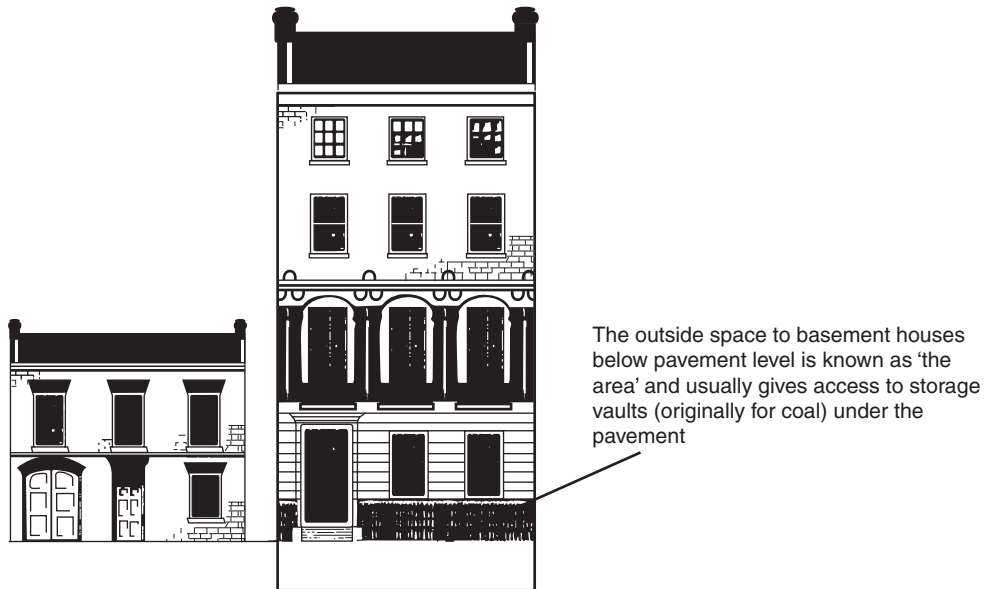 The outside space to basement houses
below pavement level is known as ‘the
area’ and usually gives access to storage
vaults (originally for coal) under the
pavement